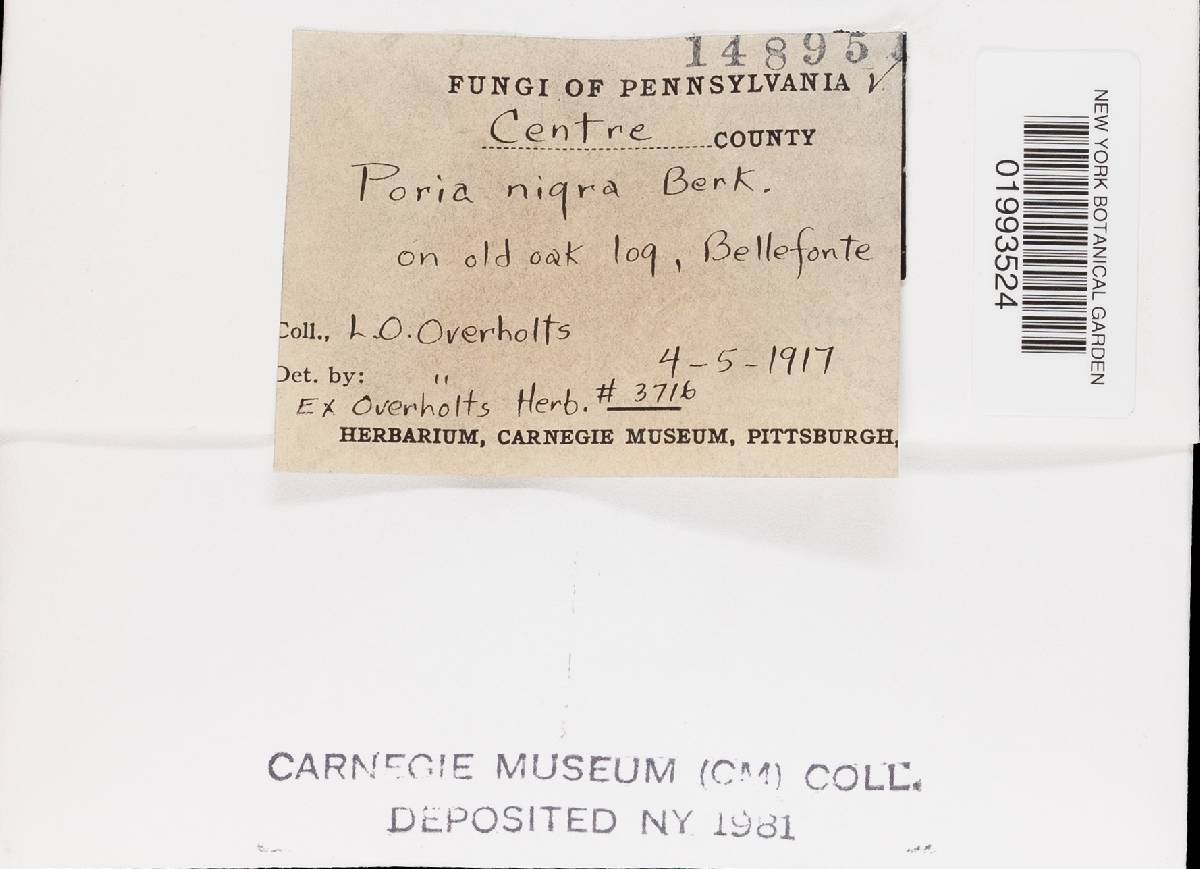 14895
FUNGI OF PENNSYLVANIA V
Centre COUNTY
Poria nigra Berk.
on old oak log, Bellefonte
Coll., L.O. Overholts
4-5-1917
Det. by: "
Ex Overholts Herb. # 3716
HERBARIUM, CARNEGIE MUSEUM, PITTSBURGH,
NEW YORK BOTANICAL GARDEN
01993524
CARNEGIE MUSEUM (CM) COLL.
DEPOSITED NY 1981